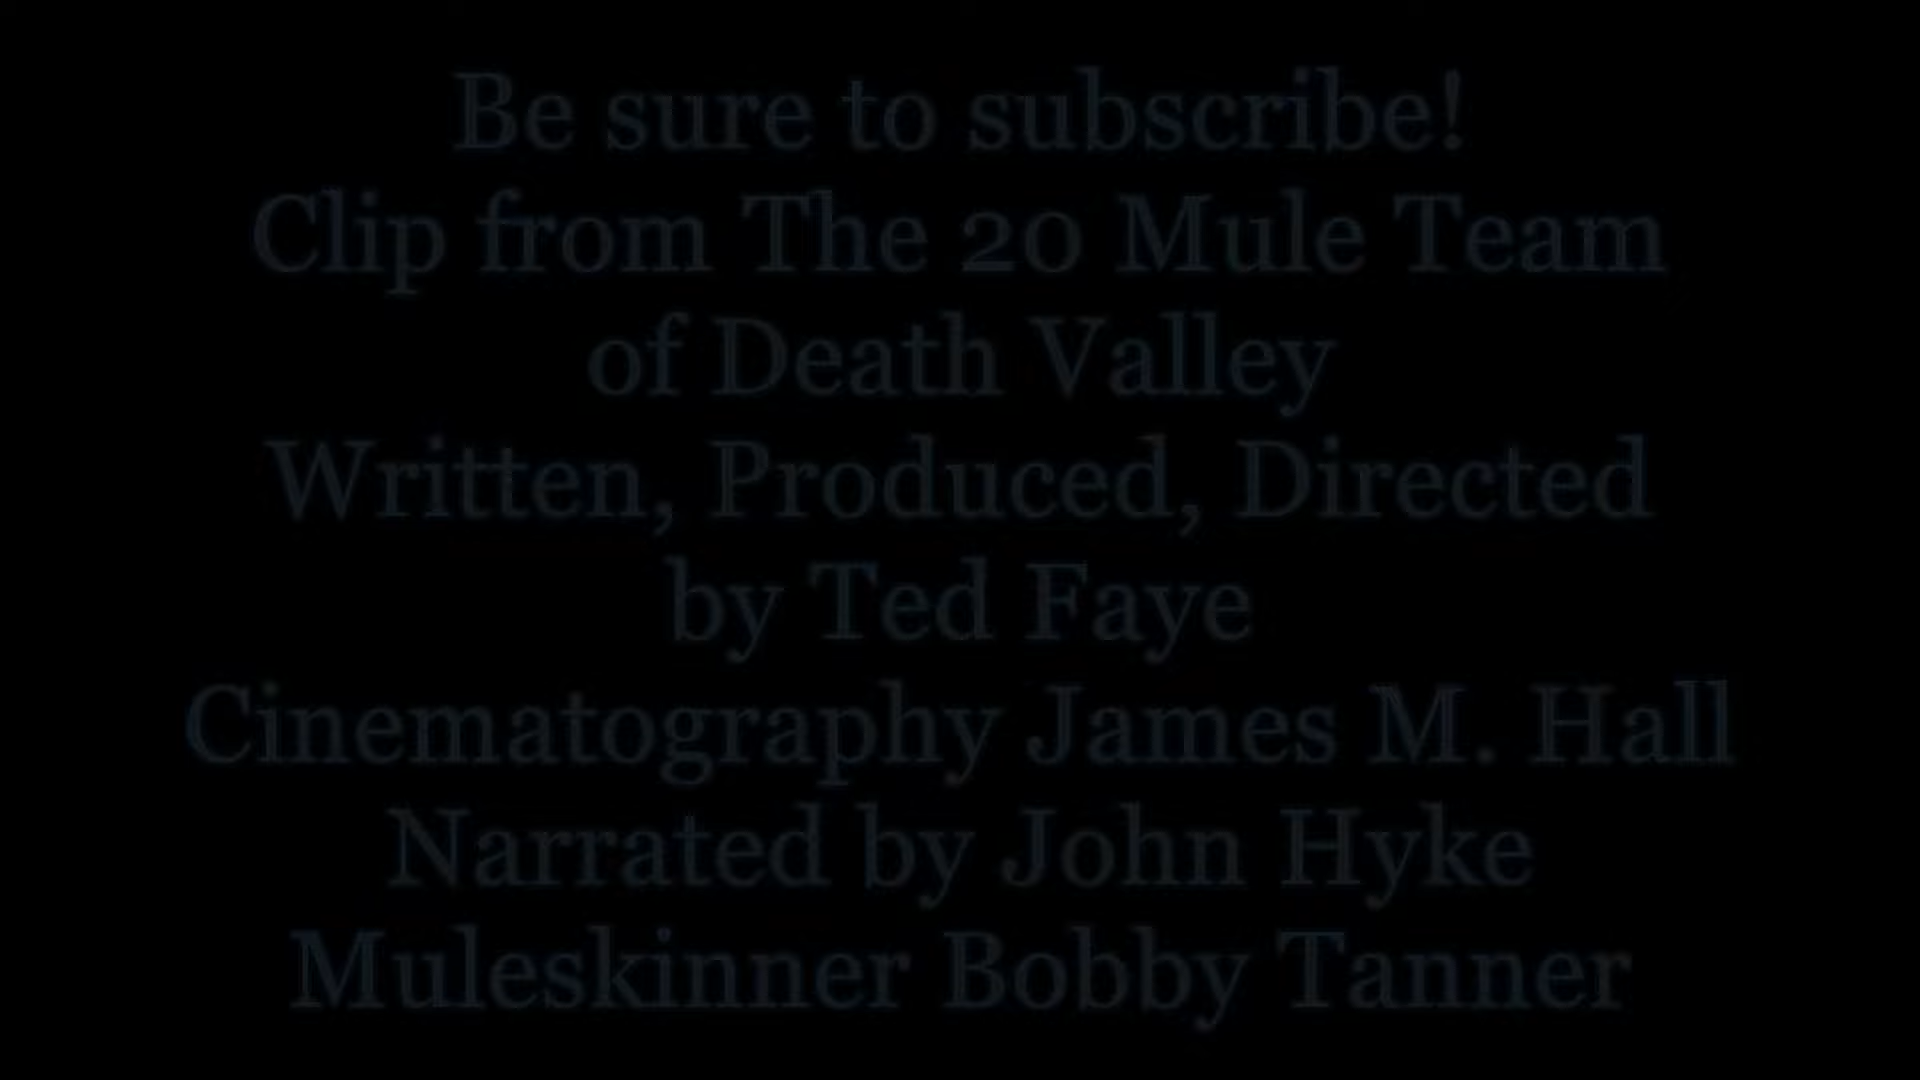 Be sure to subscribe!
Clip from The 20 Mule Team
of Death Valley
Written, Produced, Directed
by Ted Faye
Cinematography James M. Hall
Narrated by John Hyke
Muleskinner Bobby Tanner